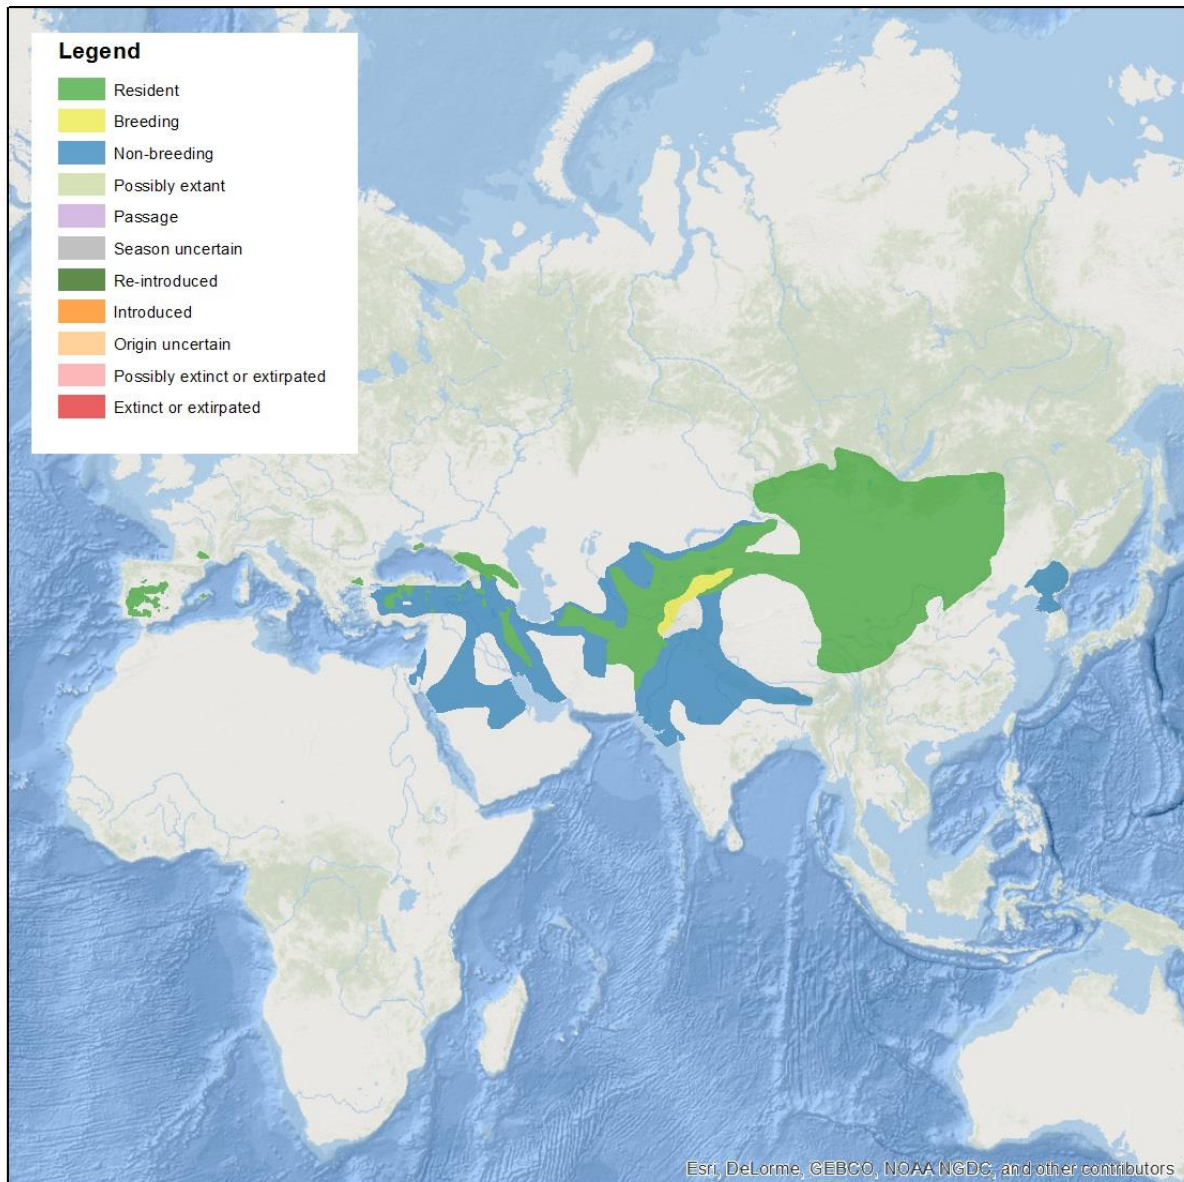 Legend
Resident
Breeding
Non-breeding
Possibly extant
Passage
Season uncertain
Re-introduced
Introduced
Origin uncertain
Possibly extinct or extirpated
Extinct or extirpated
Esri, DeLorme, GEBCO, NOAA NGDC, and other contributors